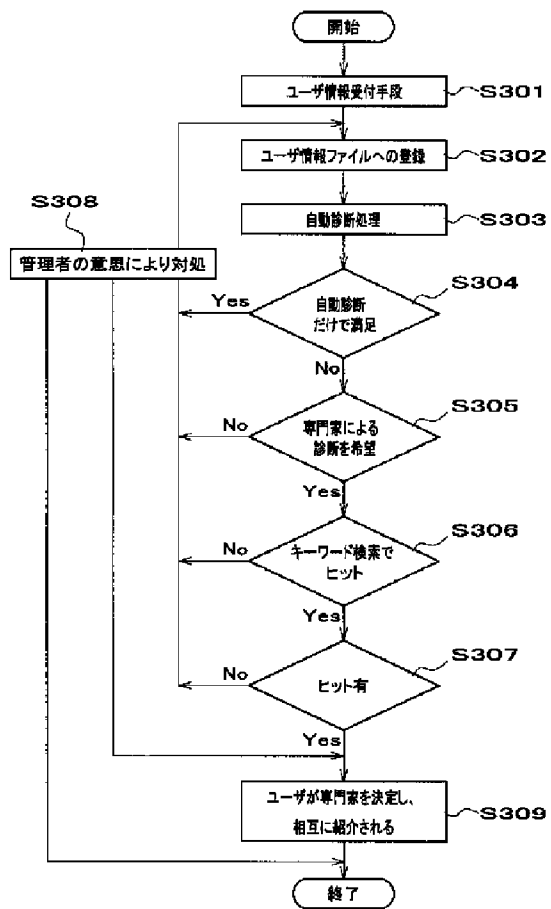 開始
ユーザ情報受付手段
S301
ユーザ情報ファイルへの登録
S302
自動診断処理
S303
S308
管理者の意思により対処
自動診断
だけで満足
S304
Yes
No
専門家による
診断を希望
S305
No
Yes
キーワード検索で
ヒット
S306
No
Yes
ヒット有
S307
No
Yes
ユーザが専門家を決定し、
相互に紹介される
S309
終了